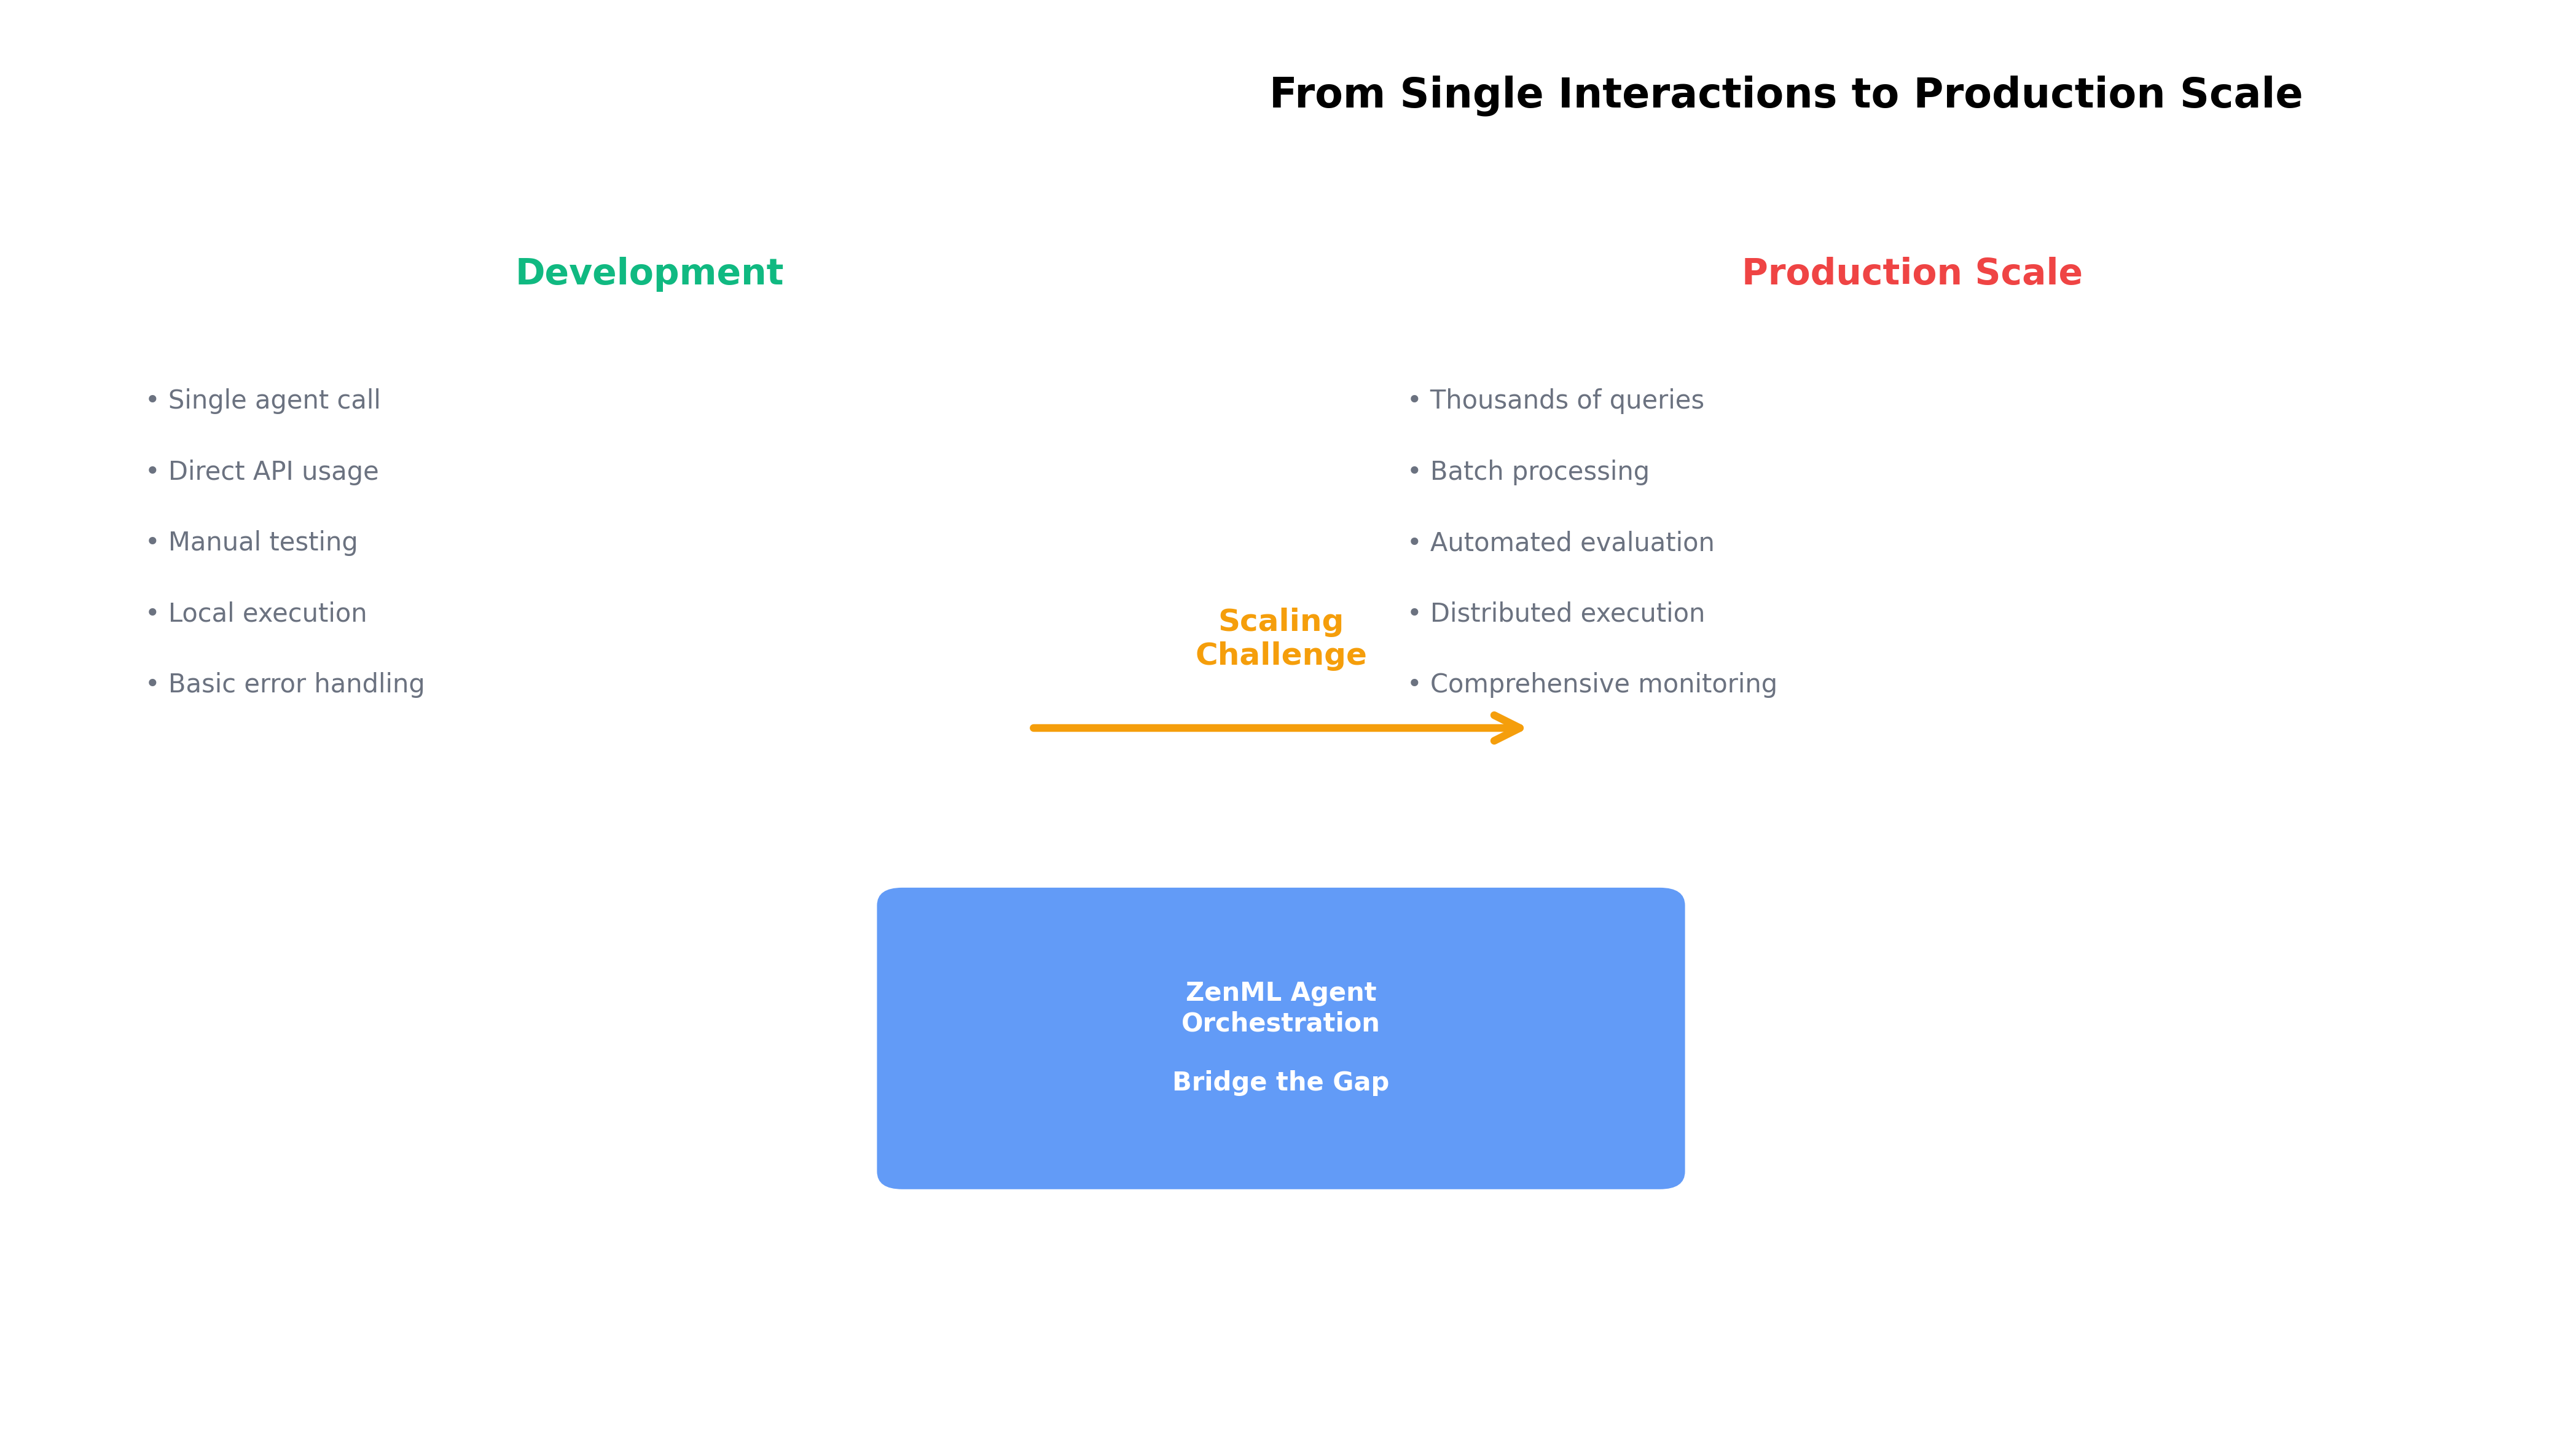 From Single Interactions to Production Scale
Development
• Single agent call
• Direct API usage
• Manual testing
• Local execution
• Basic error handling
Scaling
Challenge
Production Scale
• Thousands of queries
• Batch processing
• Automated evaluation
• Distributed execution
• Comprehensive monitoring
ZenML Agent
Orchestration
Bridge the Gap